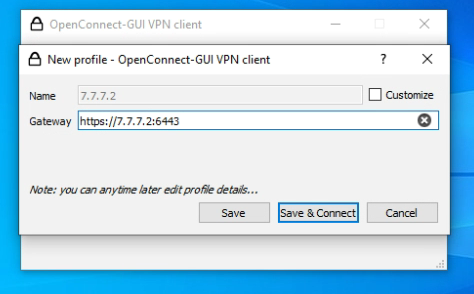 OpenConnect-GUI VPN client
New profile - OpenConnect-GUI VPN client
Name 7.7.7.2 Customize
Gateway https://7.7.7.2:6443
Note: you can anytime later edit profile details...
Save Save & Connect Cancel